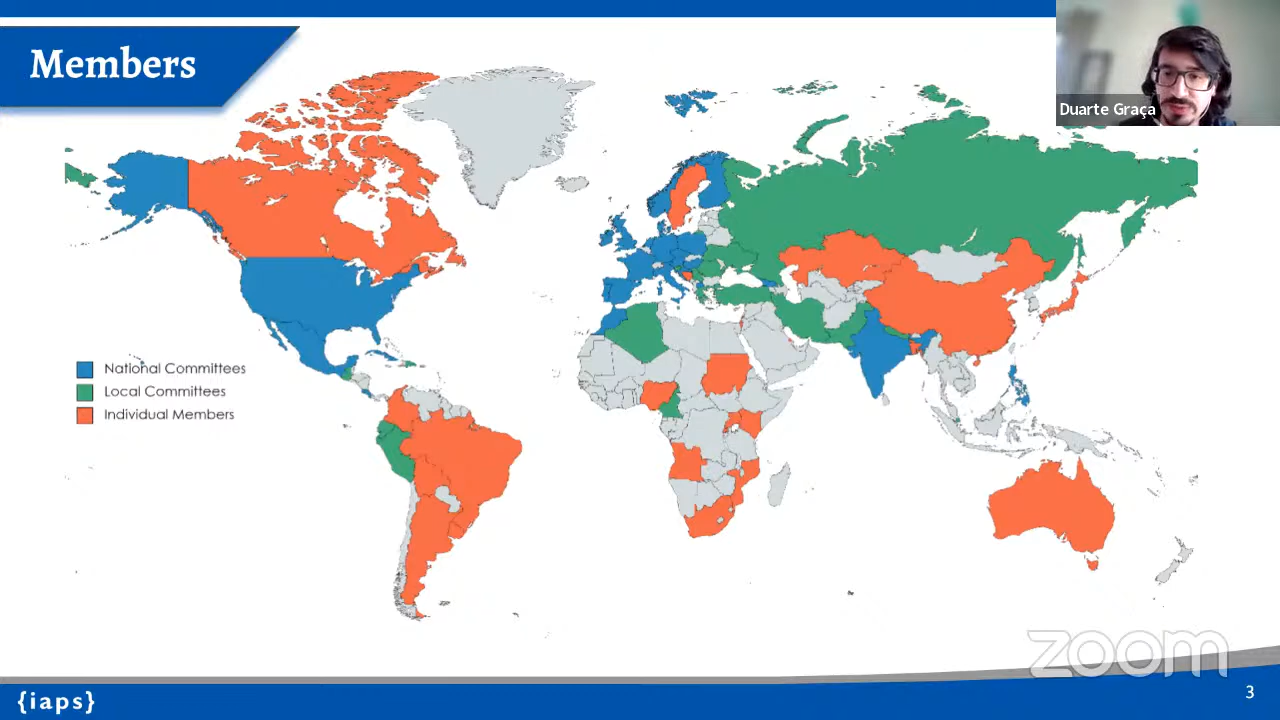 Members
Duarte Graça
National Committees
Local Committees
Individual Members
zoom
{iaps}
3